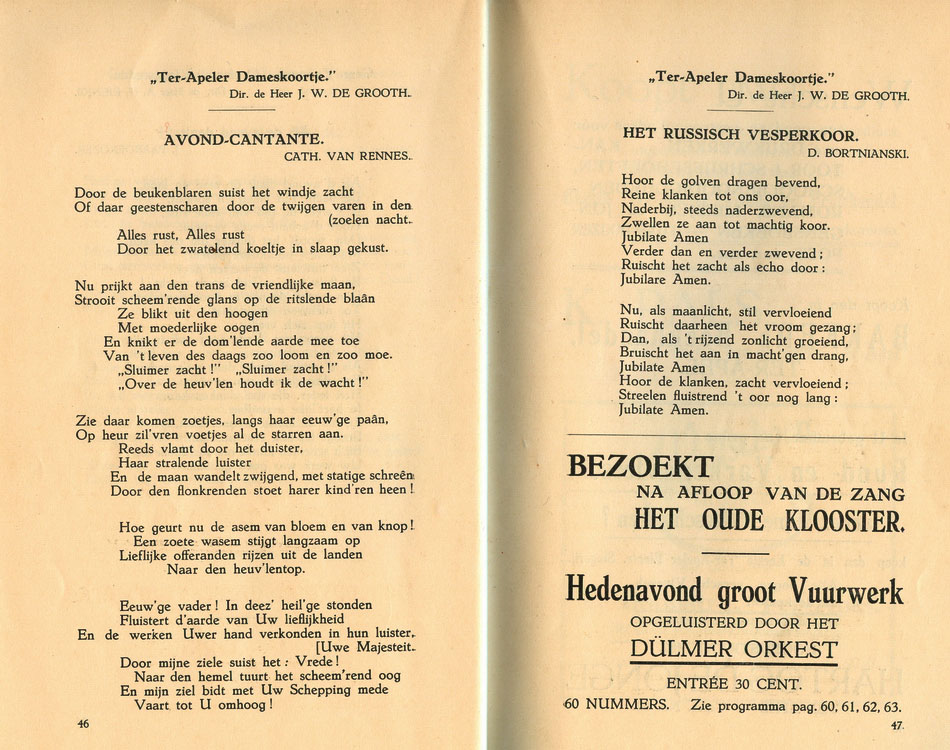 „Ter-Apeler Dameskoortje.”
Dir. de Heer J. W. DE GROOTH.
AVOND-CANTANTE.
CATH. VAN RENNES.
Door de beukenblaren suist het windje zacht
Of daar geestenscharen door de twijgen varen in den
(zoelen nacht.
Alles rust, Alles rust
Door het zwatelend koeltje in slaap gekust.
Nu prijkt aan den trans de vriendlijke maan,
Strooit scheem'rende glans op de ritslende blaân
Ze blikt uit den hoogen
Met moederlijke oogen
En knikt er de dom'lende aarde mee toe
Van 't leven des daags zoo loom en zoo moe.
„Sluimer zacht!” „Sluimer zacht!”
„Over de heuv'len houdt ik de wacht!”
Zie daar komen zoetjes, langs haar eeuw'ge paân,
Op heur zil'vren voetjes al de starren aan.
Reeds vlamt door het duister,
Haar stralende luister
En de maan wandelt zwijgend, met statige schreên
Door den flonkrenden stoet harer kind'ren heen!
Hoe geurt nu de asem van bloem en van knop!
Een zoete wasem stijgt langzaam op
Lieflijke offeranden rijzen uit de landen
Naar den heuv'lentop.
Eeuw'ge vader! In deez' heil'ge stonden
Fluistert d'aarde van Uw lieflijkheid
En de werken Uwer hand verkonden in hun luister,
[Uwe Majesteit.
Door mijne ziele suist het: Vrede!
Naar den hemel tuurt het scheem'rend oog
En mijn ziel bidt met Uw Schepping mede
Vaart tot U omhoog!
46
„Ter-Apeler Dameskoortje.”
Dir. de Heer J. W. DE GROOTH.
HET RUSSISCH VESPERKOOR.
D. BORTNIANSKI.
Hoor de golven dragen bevend,
Reine klanken tot ons oor,
Naderbij, steeds naderzwevend,
Zwellen ze aan tot machtig koor.
Jubilate Amen
Verder dan en verder zwevend;
Ruischt het zacht als echo door:
Jubilare Amen.
Nu, als maanlicht, stil vervloeiend
Ruischt daarheen het vroom gezang;
Dan, als 't rijzend zonlicht groeiend,
Bruischt het aan in macht'gen drang,
Jubilate Amen
Hoor de klanken, zacht vervloeiend;
Streelen fluistrend 't oor nog lang:
Jubilate Amen.
BEZOEKT
NA AFLOOP VAN DE ZANG
HET OUDE KLOOSTER.
Hedenavond groot Vuurwerk
OPGELUISTERD DOOR HET
DÜLMER ORKEST
ENTRÉE 30 CENT.
60 NUMMERS. Zie programma pag. 60, 61, 62, 63.
47